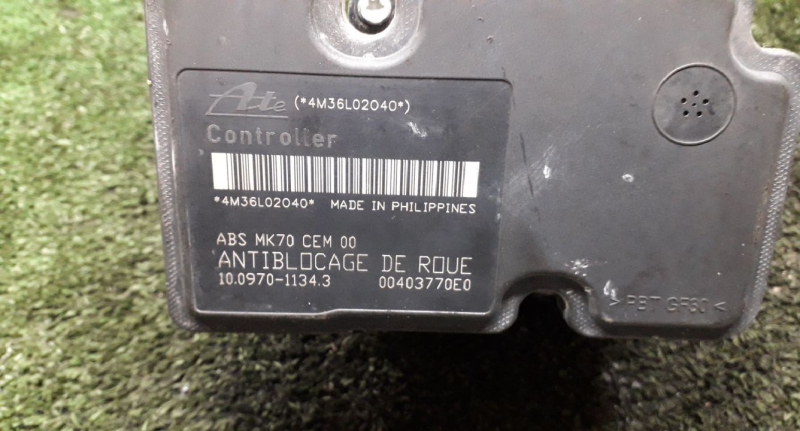 Ate (*4M36L02040*)
Controller
*4M36L02040* MADE IN PHILIPPINES
ABS MK70 CEM 00
ANTIBLOCAGE DE ROUE
10.0970-1134.3 00403770E0
>PBT GF30<